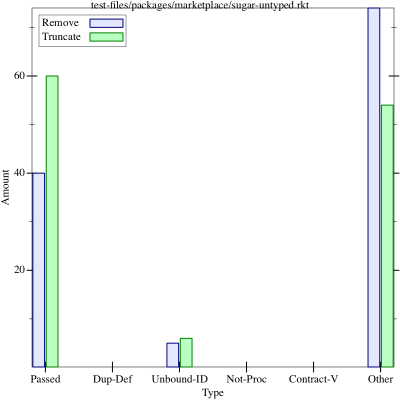 test-files/packages/marketplace/sugar-untyped.rkt
Remove
Truncate
60
40
20
Amount
Passed Dup-Def Unbound-ID Not-Proc Contract-V Other
Type